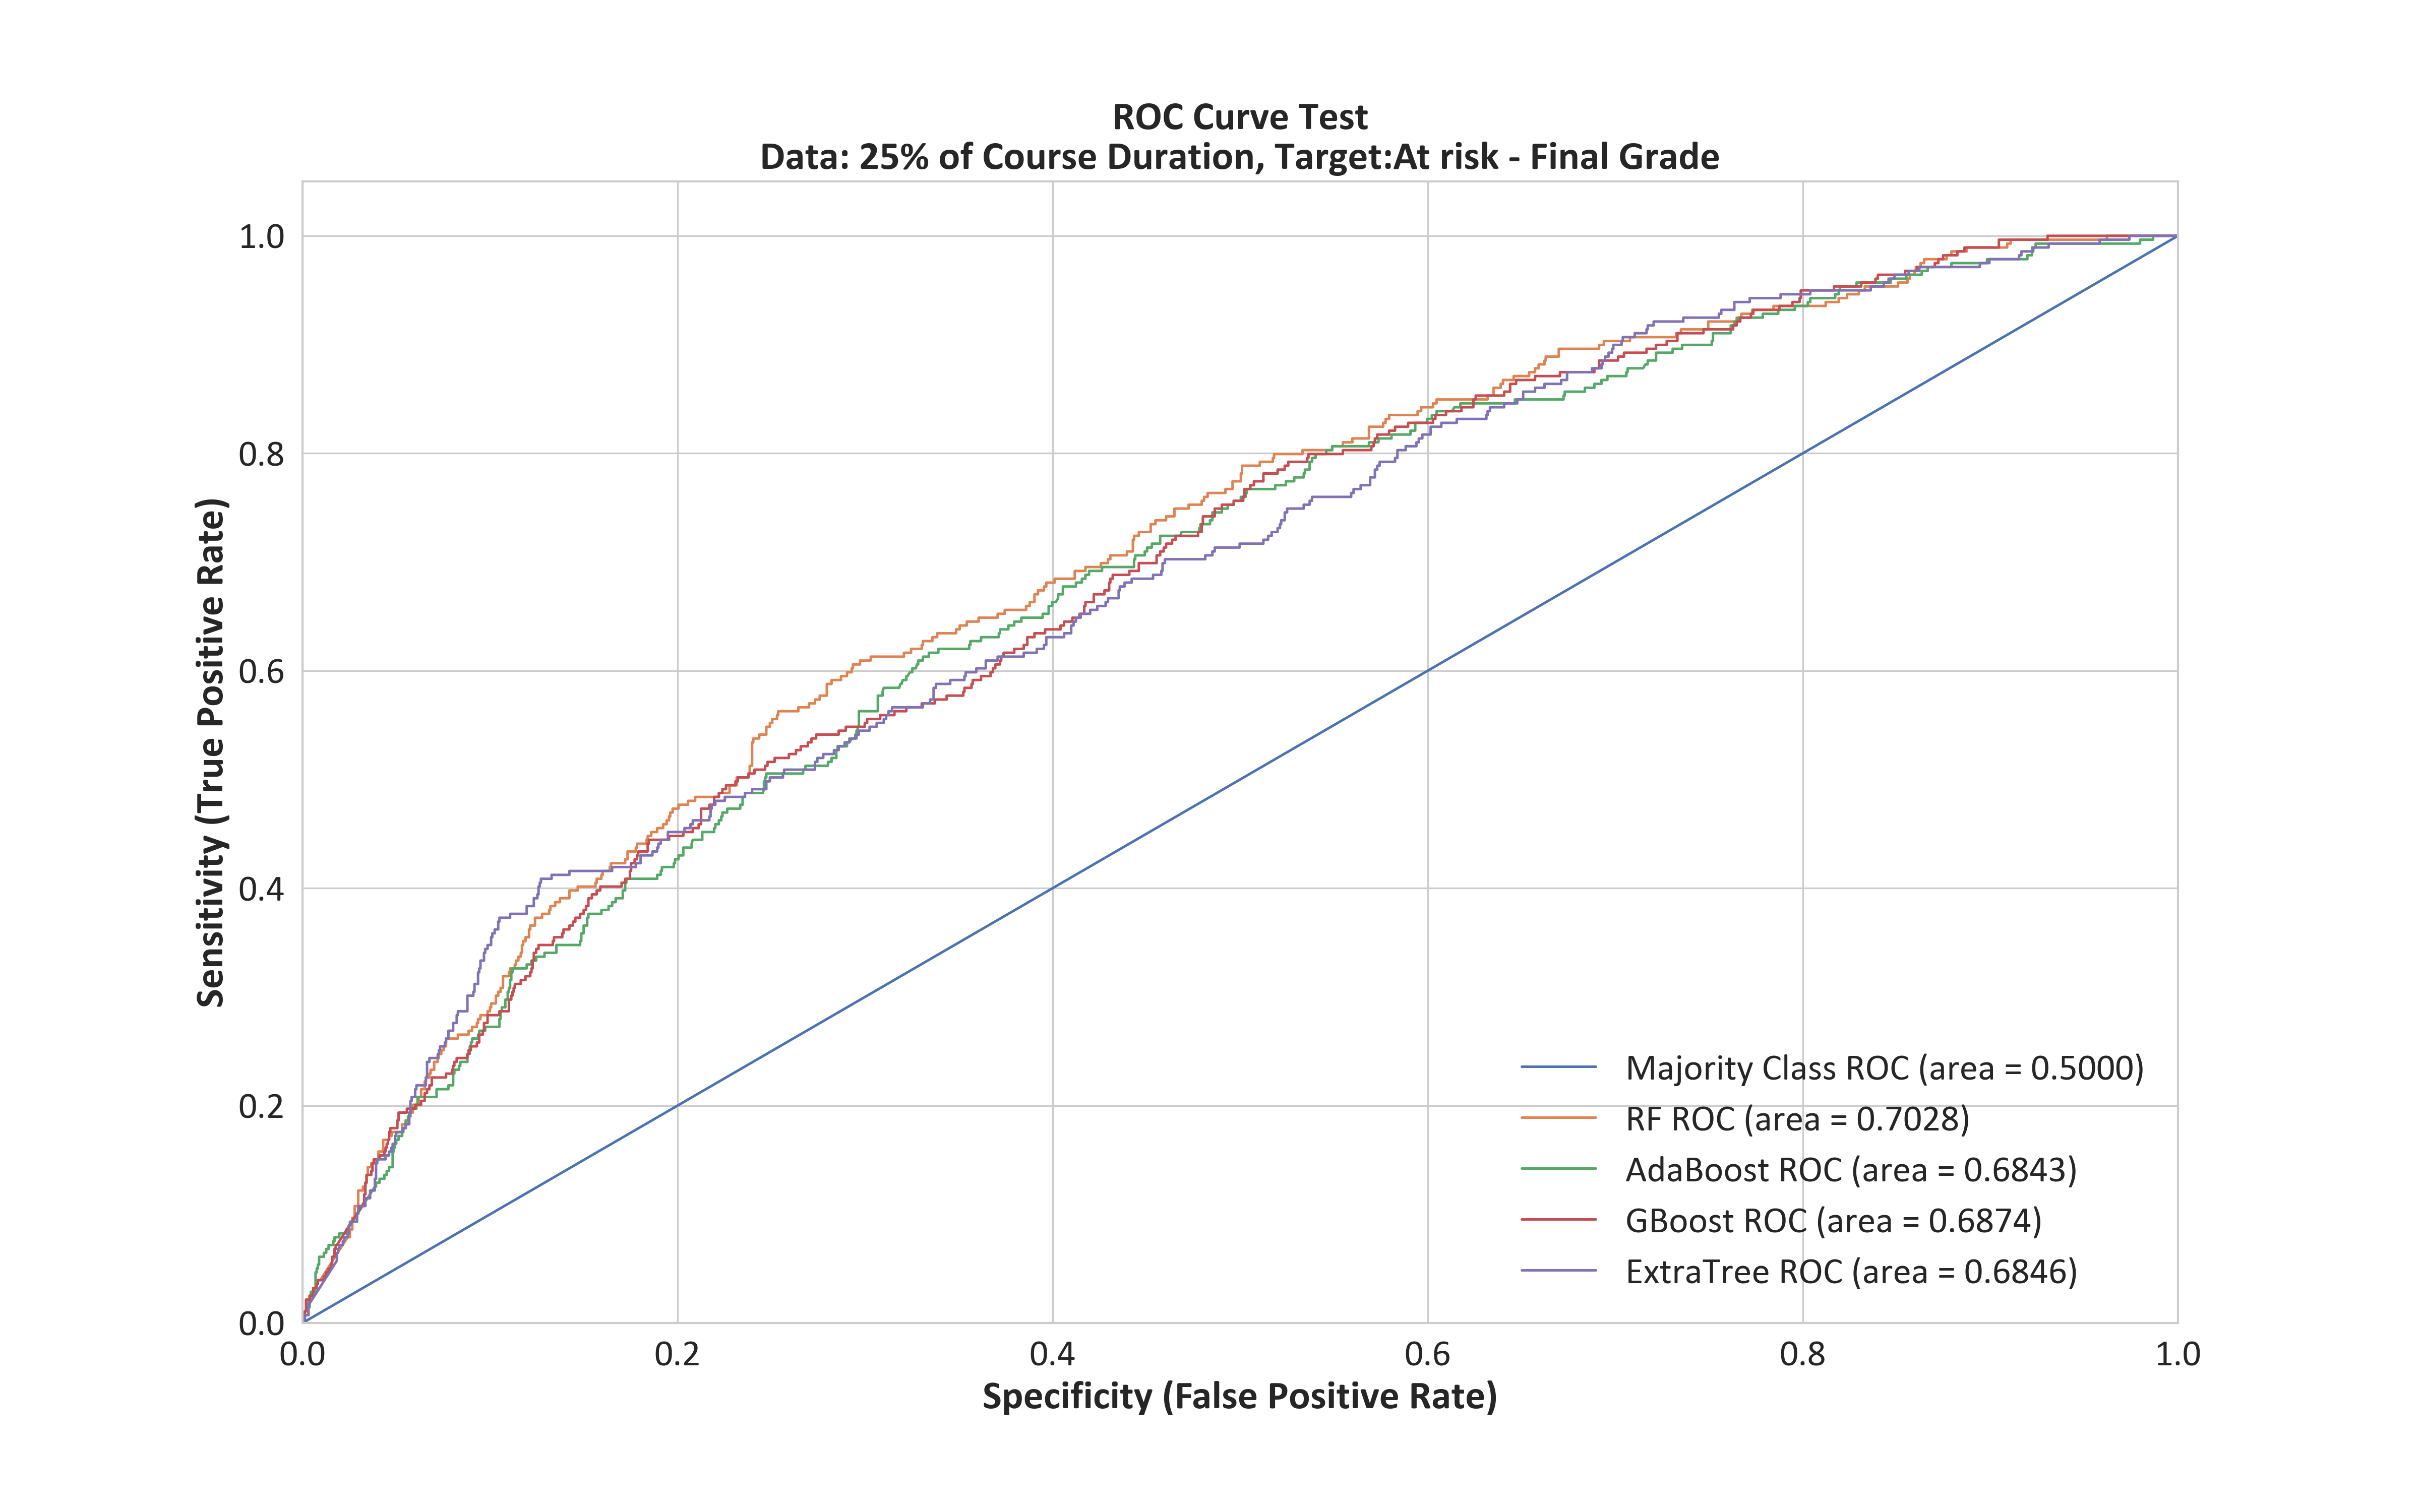 ROC Curve Test
Data: 25% of Course Duration, Target:At risk - Final Grade
Sensitivity (True Positive Rate)
1.0
0.8
0.6
0.4
0.2
0.0
Majority Class ROC (area = 0.5000)
RF ROC (area = 0.7028)
AdaBoost ROC (area = 0.6843)
GBoost ROC (area = 0.6874)
ExtraTree ROC (area = 0.6846)
0.0 0.2 0.4 0.6 0.8 1.0
Specificity (False Positive Rate)